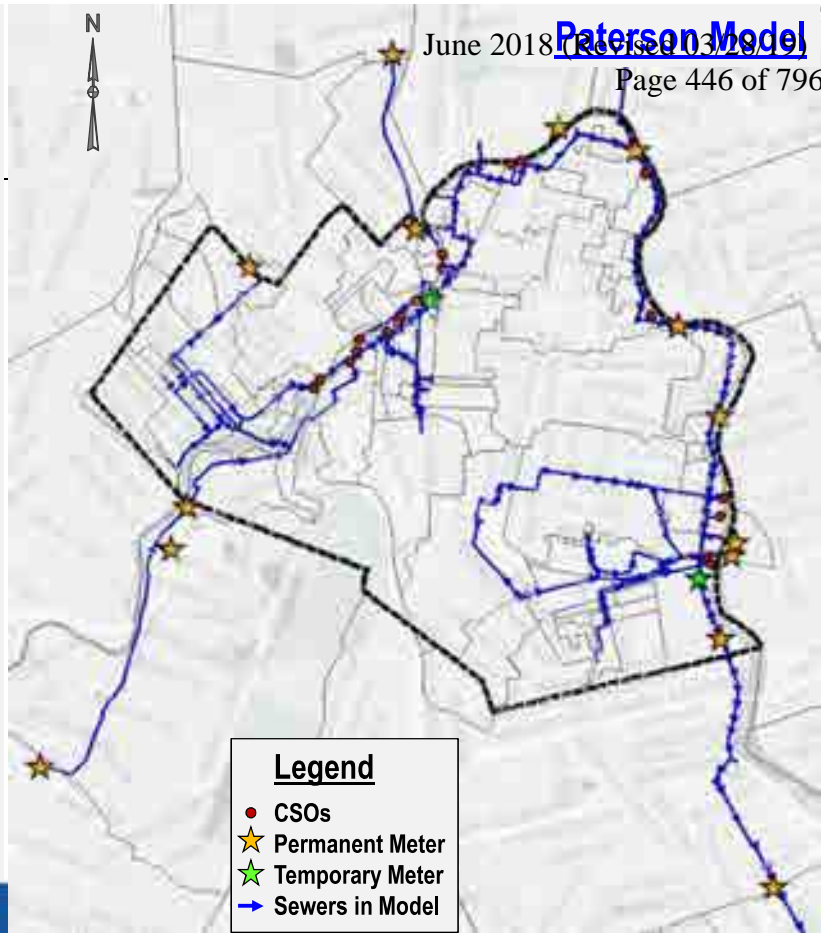 N
Paterson Model
June 2018 (Revised 03/28/19)
Page 446 of 796
Legend
CSOs
Permanent Meter
Temporary Meter
Sewers in Model